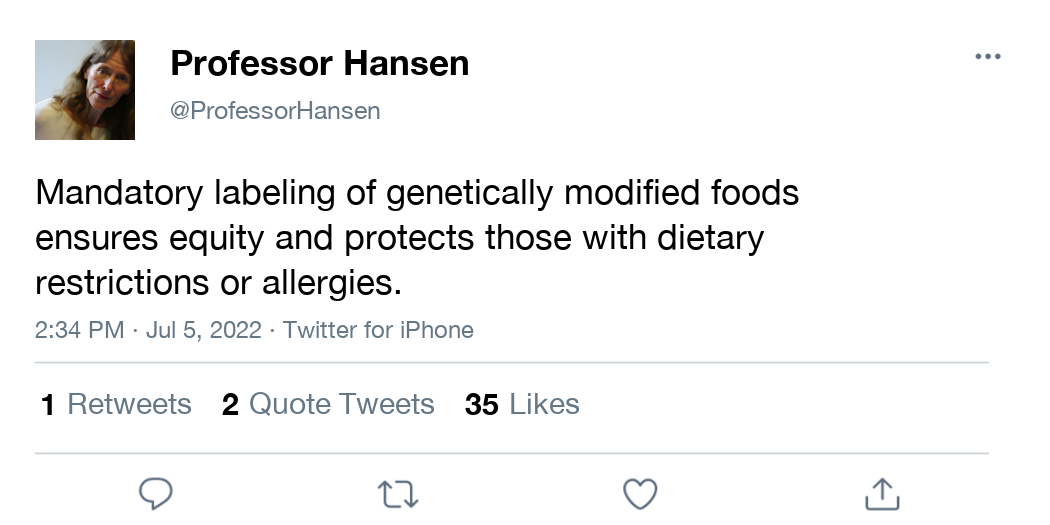 Professor Hansen
@ProfessorHansen
Mandatory labeling of genetically modified foods
ensures equity and protects those with dietary
restrictions or allergies.
2:34 PM · Jul 5, 2022 · Twitter for iPhone
1 Retweets 2 Quote Tweets 35 Likes